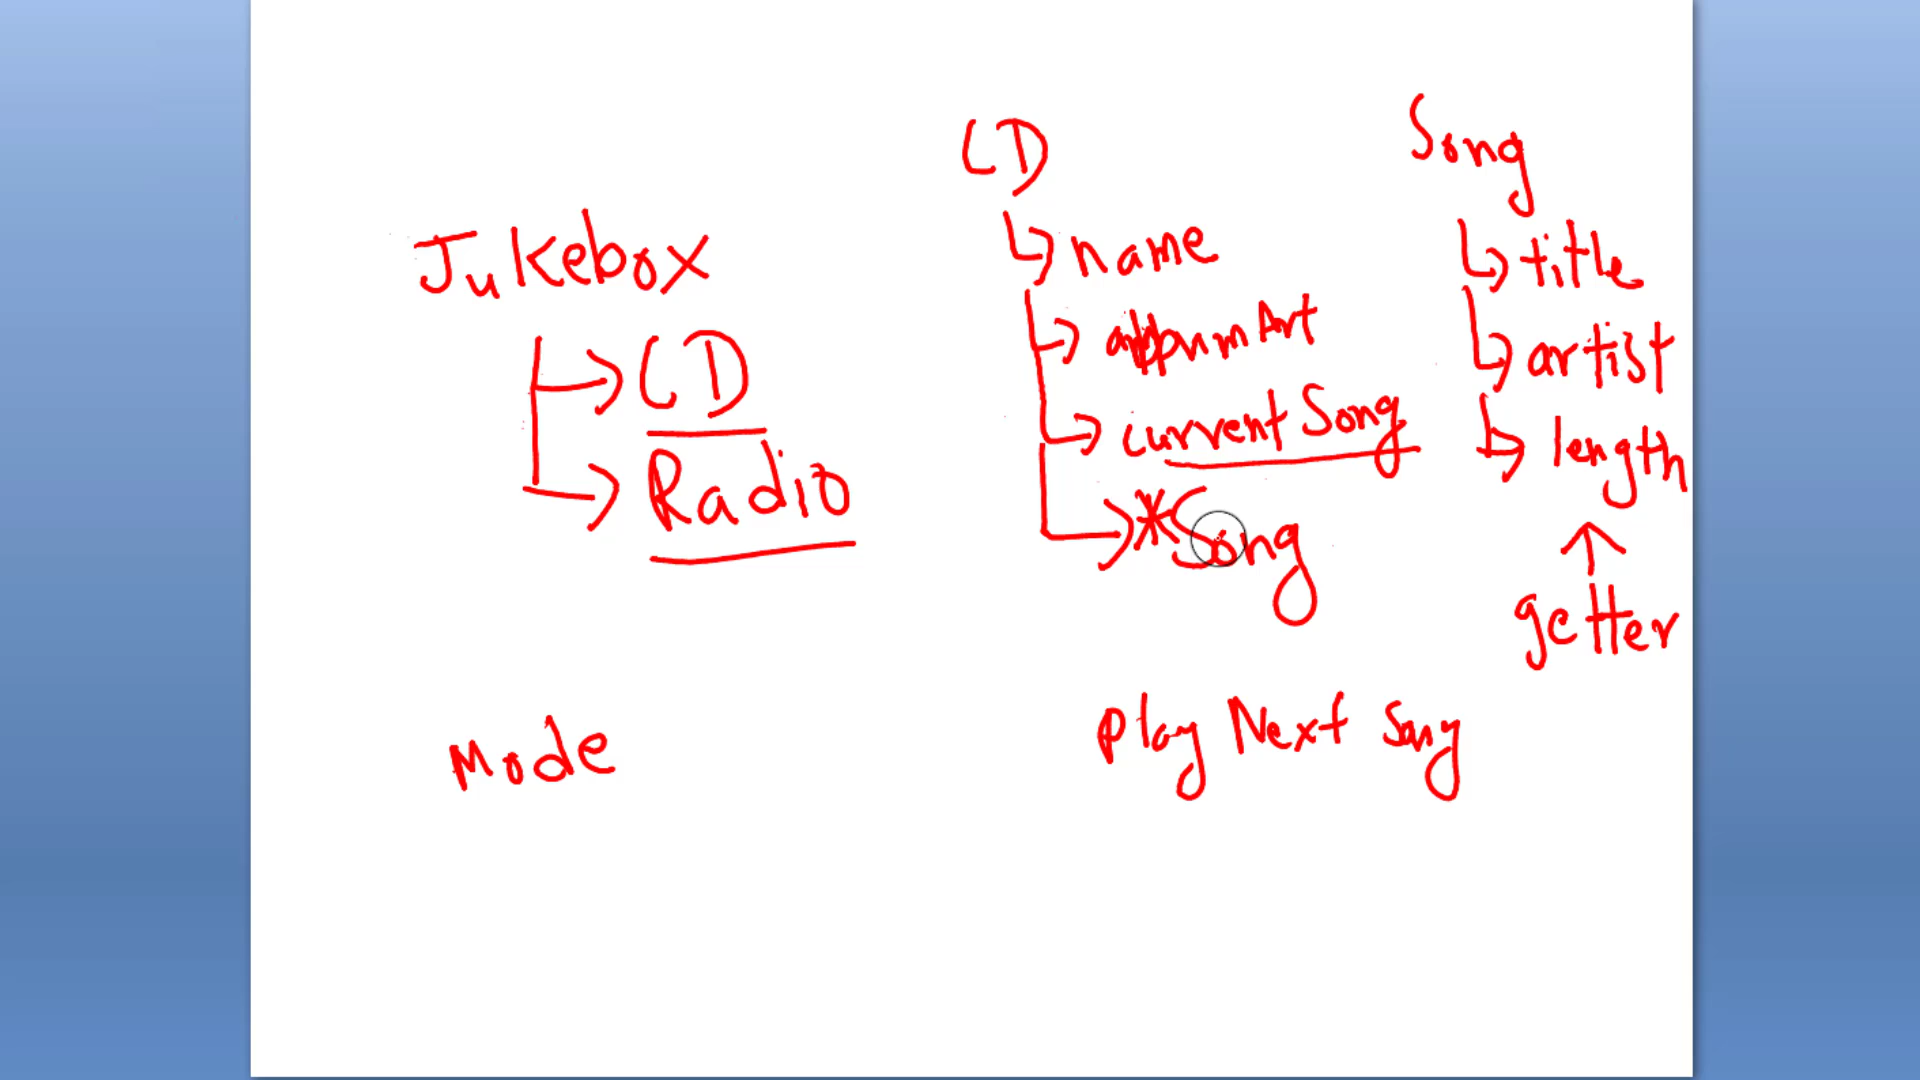 Jukebox
CD
Radio
Mode
CD
name
Art
current Song
*Song
Play Next Song
Song
title
artist
length
getter